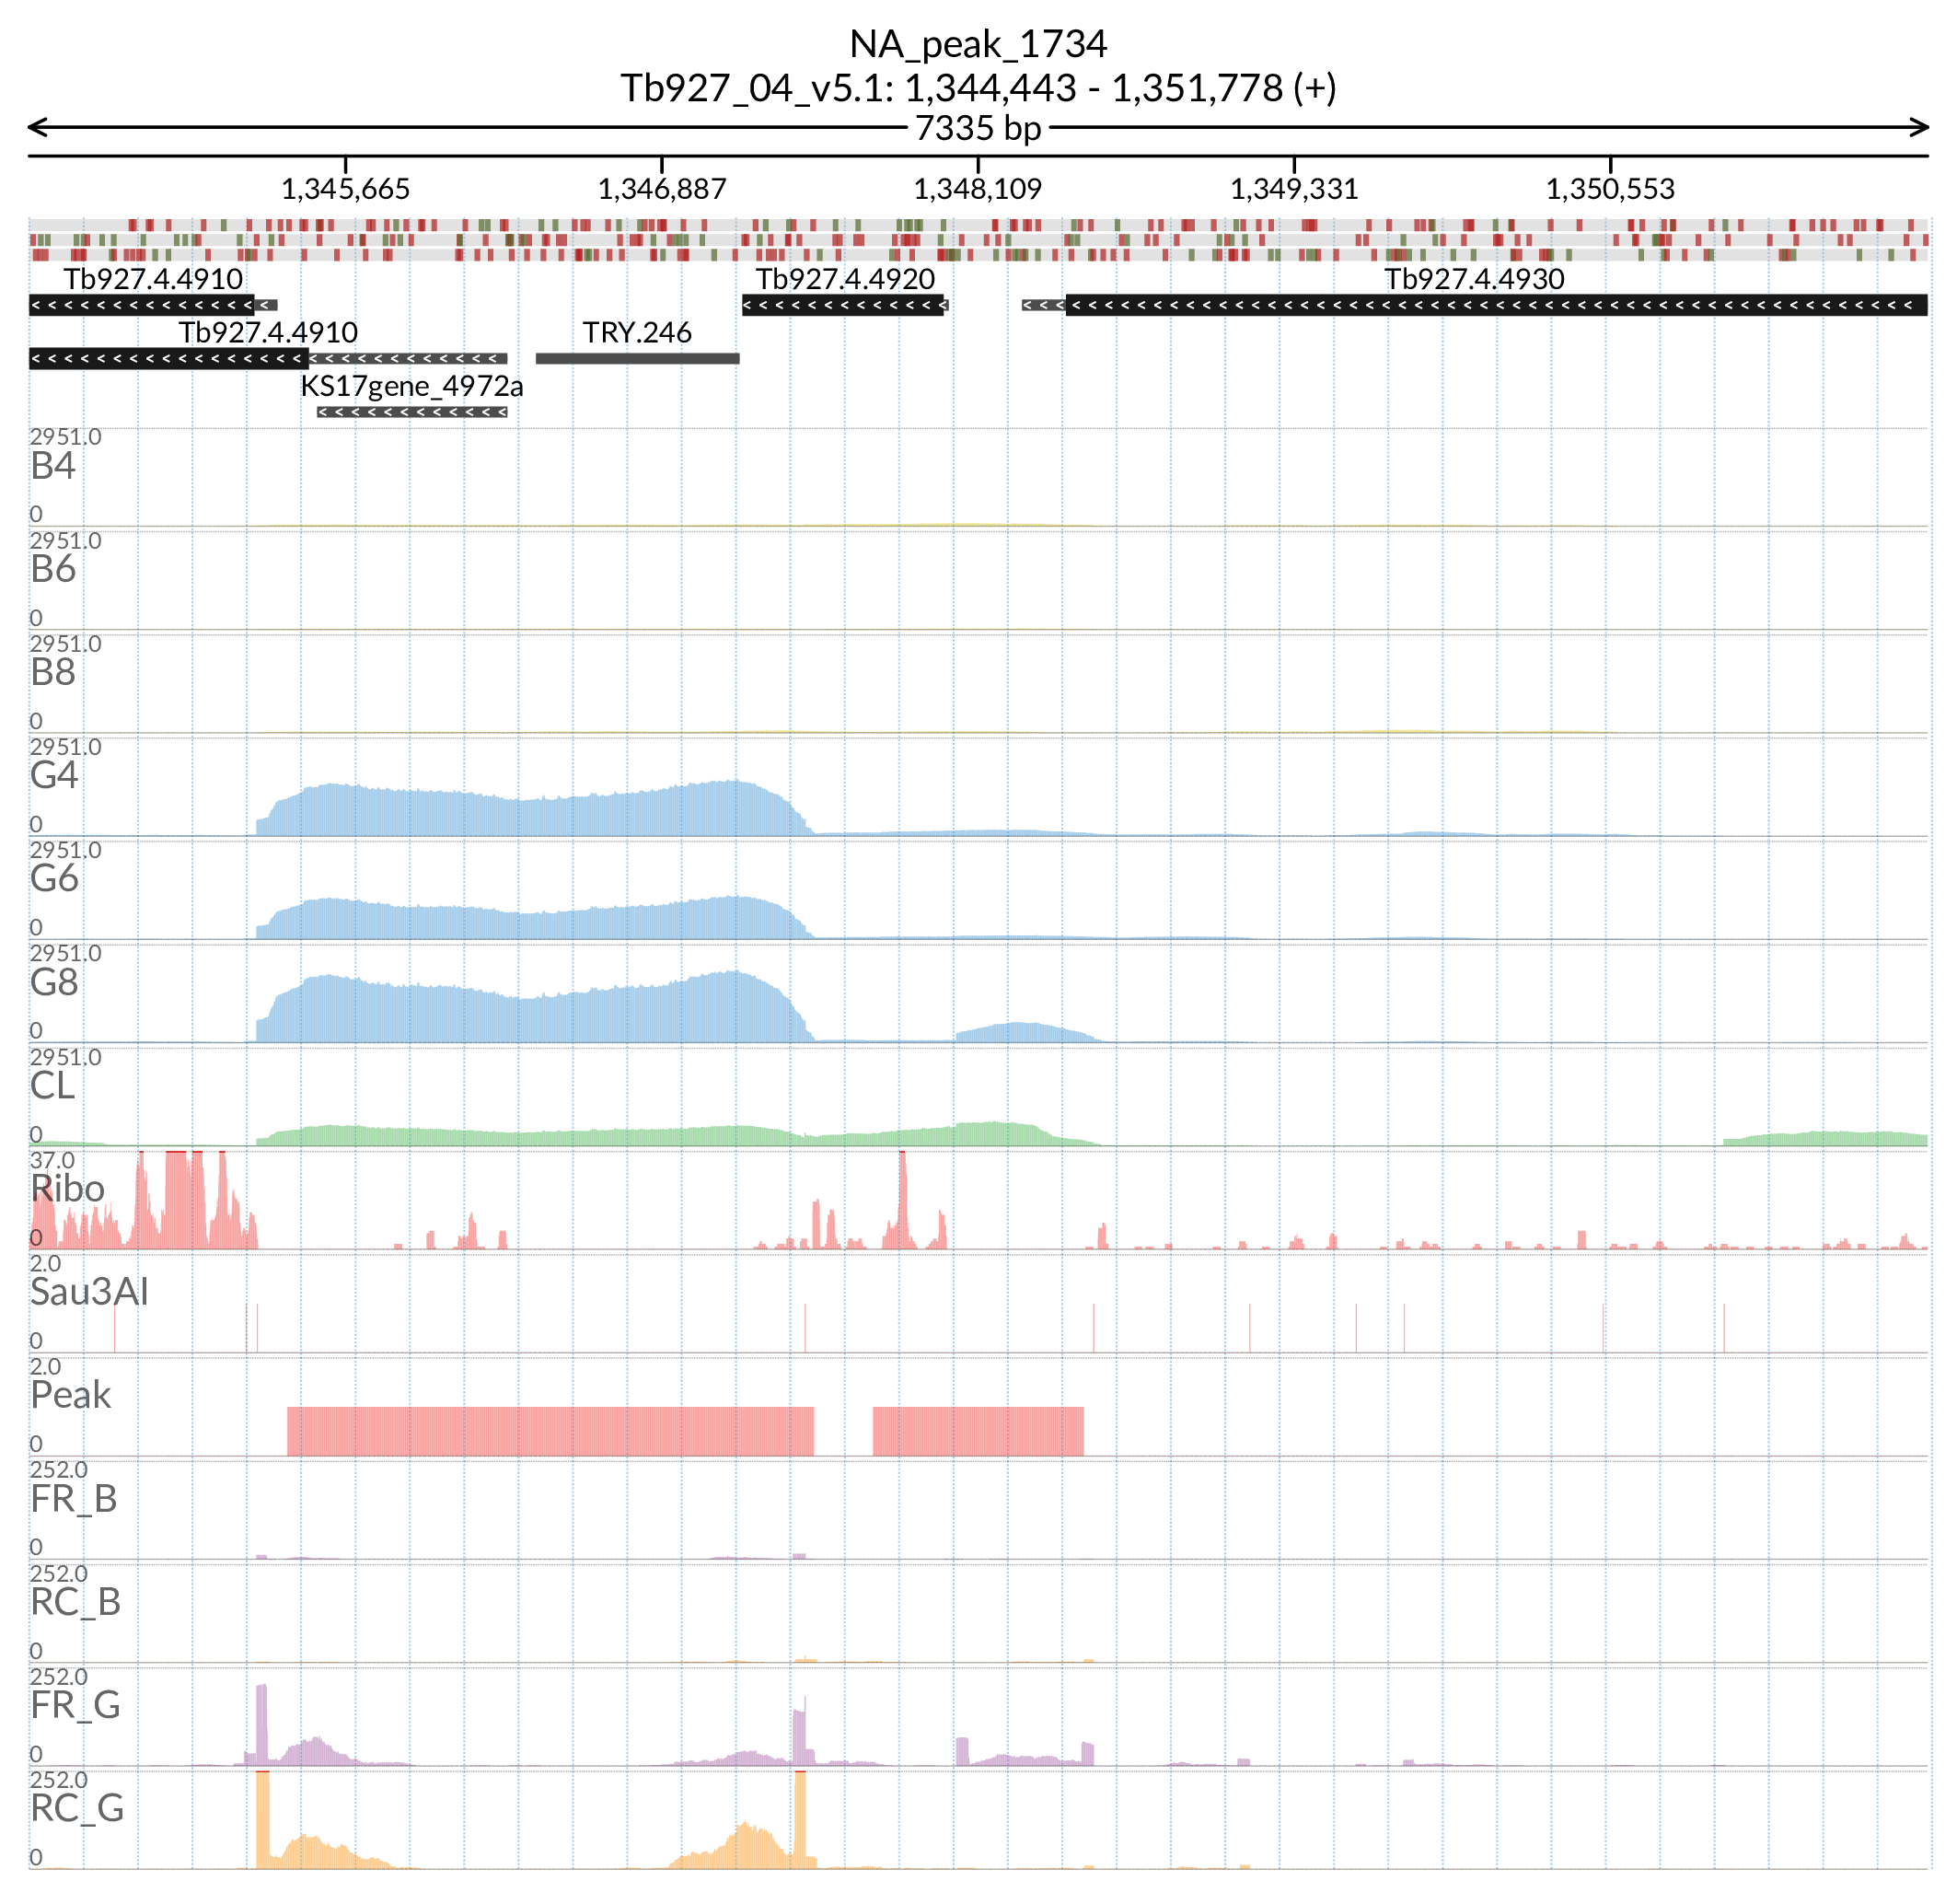 NA_peak_1734
Tb927_04_v5.1: 1,344,443 - 1,351,778 (+)
7335 bp
1,345,665 1,346,887 1,348,109 1,349,331 1,350,553
Tb927.4.4910 Tb927.4.4920 Tb927.4.4930
Tb927.4.4910 TRY.246
KS17gene_4972a
2951.0
B4
0
2951.0
B6
0
2951.0
B8
0
2951.0
G4
0
2951.0
G6
0
2951.0
G8
0
2951.0
CL
0
37.0
Ribo
0
2.0
Sau3AI
0
2.0
Peak
0
252.0
FR_B
0
252.0
RC_B
0
252.0
FR_G
0
252.0
RC_G
0